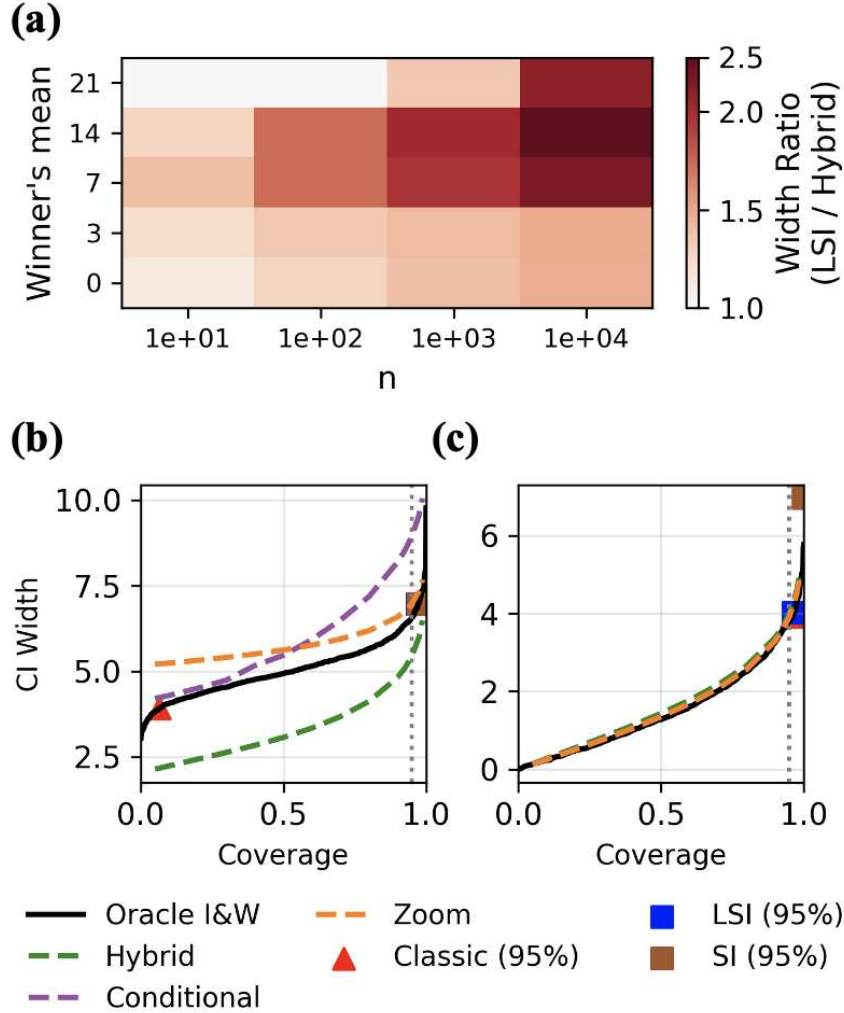 (a)
Winner's mean
21
14
7
3
0
1e+01
1e+02
1e+03
1e+04
n
2.5
2.0
1.5
1.0
Width Ratio
(LSI / Hybrid)
(b)
CI Width
10.0
7.5
5.0
2.5
0.0
0.5
1.0
Coverage
(c)
6
4
2
0
0.0
0.5
1.0
Coverage
Oracle I&W
Hybrid
Conditional
Zoom
Classic (95%)
LSI (95%)
SI (95%)